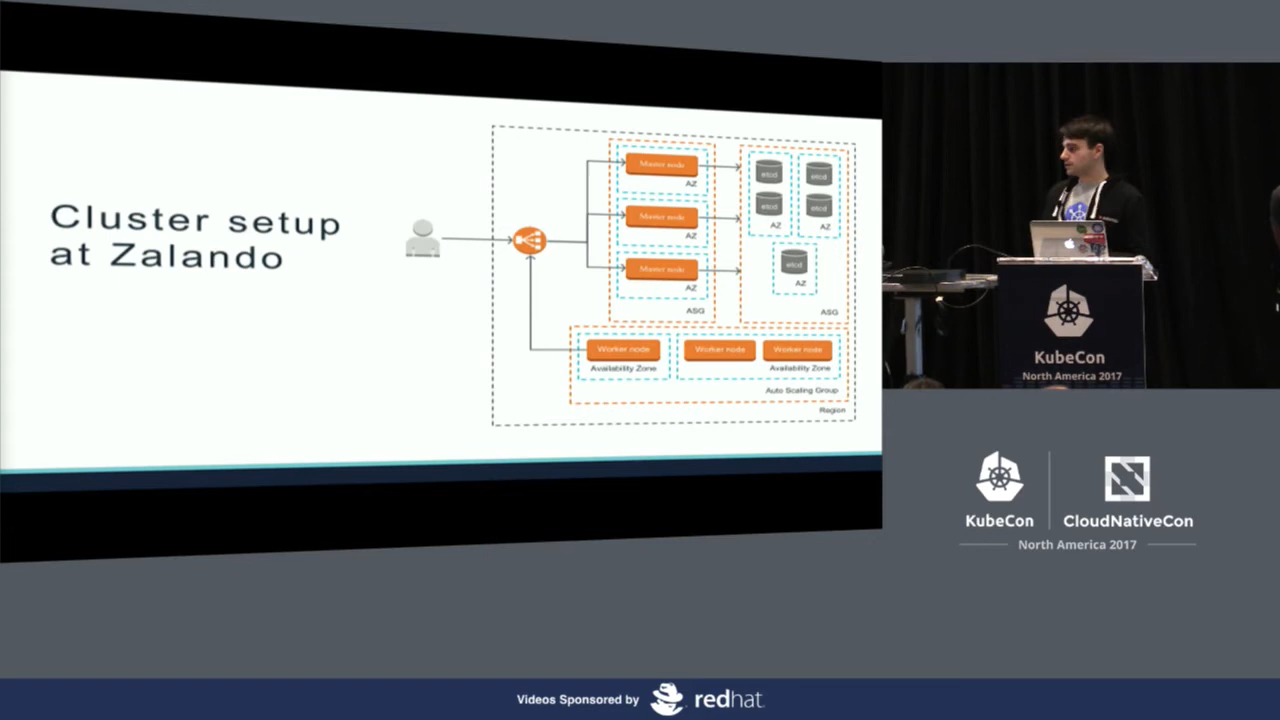 Cluster setup
at Zalando
Master node
AZ
Master node
AZ
Master node
AZ
ASG
etcd
etcd
AZ
etcd
etcd
AZ
etcd
AZ
ASG
Worker node
Availability Zone
Worker node
Worker node
Availability Zone
Auto Scaling Group
Region
KubeCon
North America 2017
KubeCon
CloudNativeCon
North America 2017
Videos Sponsored by
redhat.